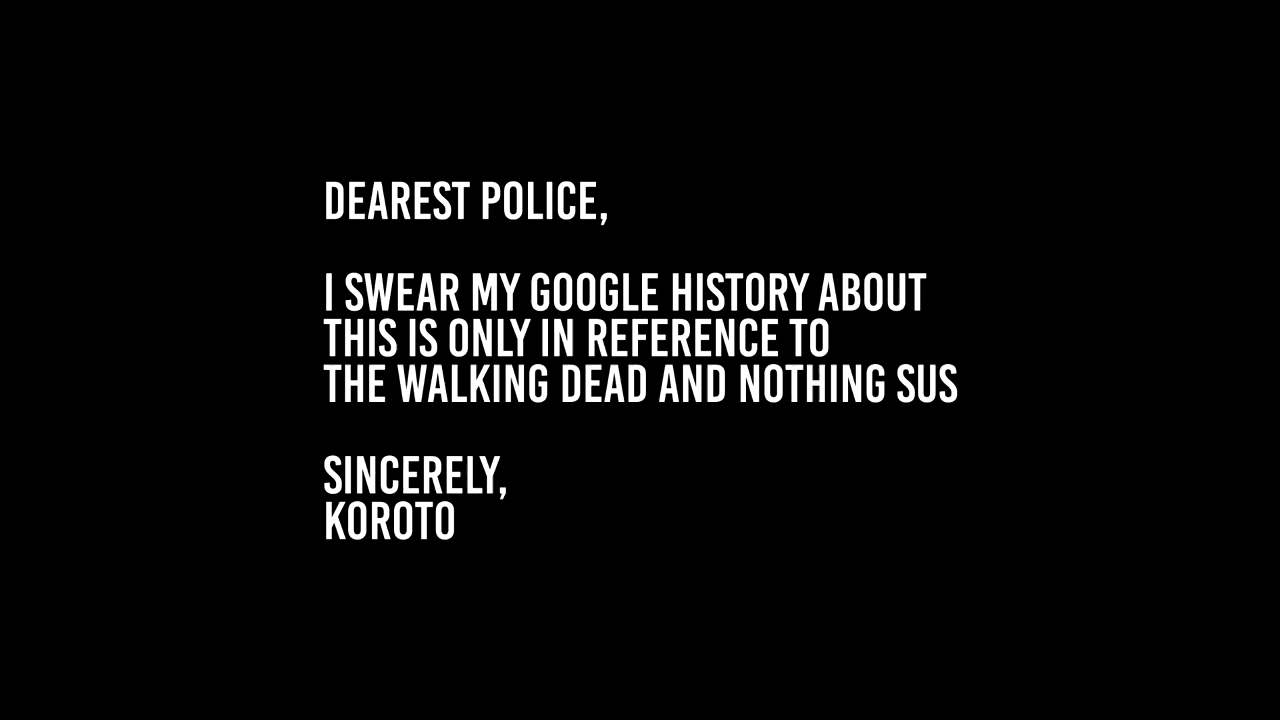 DEAREST POLICE,
I SWEAR MY GOOGLE HISTORY ABOUT
THIS IS ONLY IN REFERENCE TO
THE WALKING DEAD AND NOTHING SUS
SINCERELY,
KOROTO